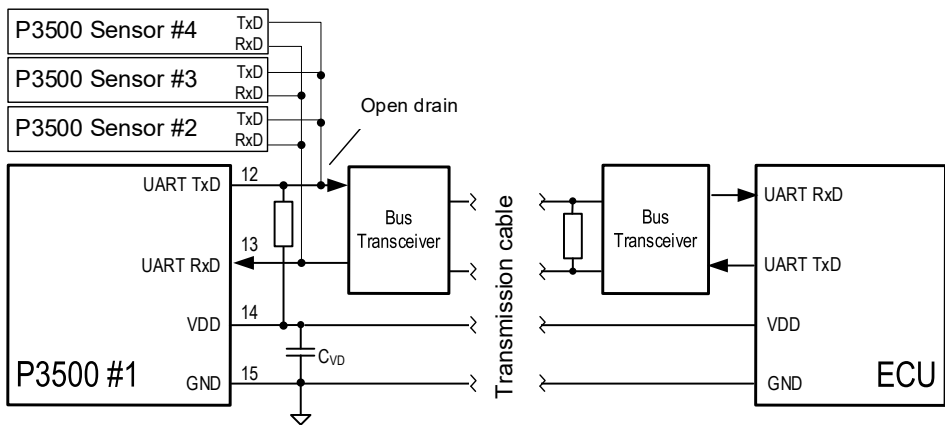 P3500 Sensor #4
TxD
RxD
P3500 Sensor #3
TxD
RxD
P3500 Sensor #2
TxD
RxD
Open drain
UART TxD
12
Bus
Transceiver
13
UART RxD
VDD
14
CVD
P3500 #1
GND
15
Transmission cable
Bus
Transceiver
UART RxD
UART TxD
VDD
GND
ECU